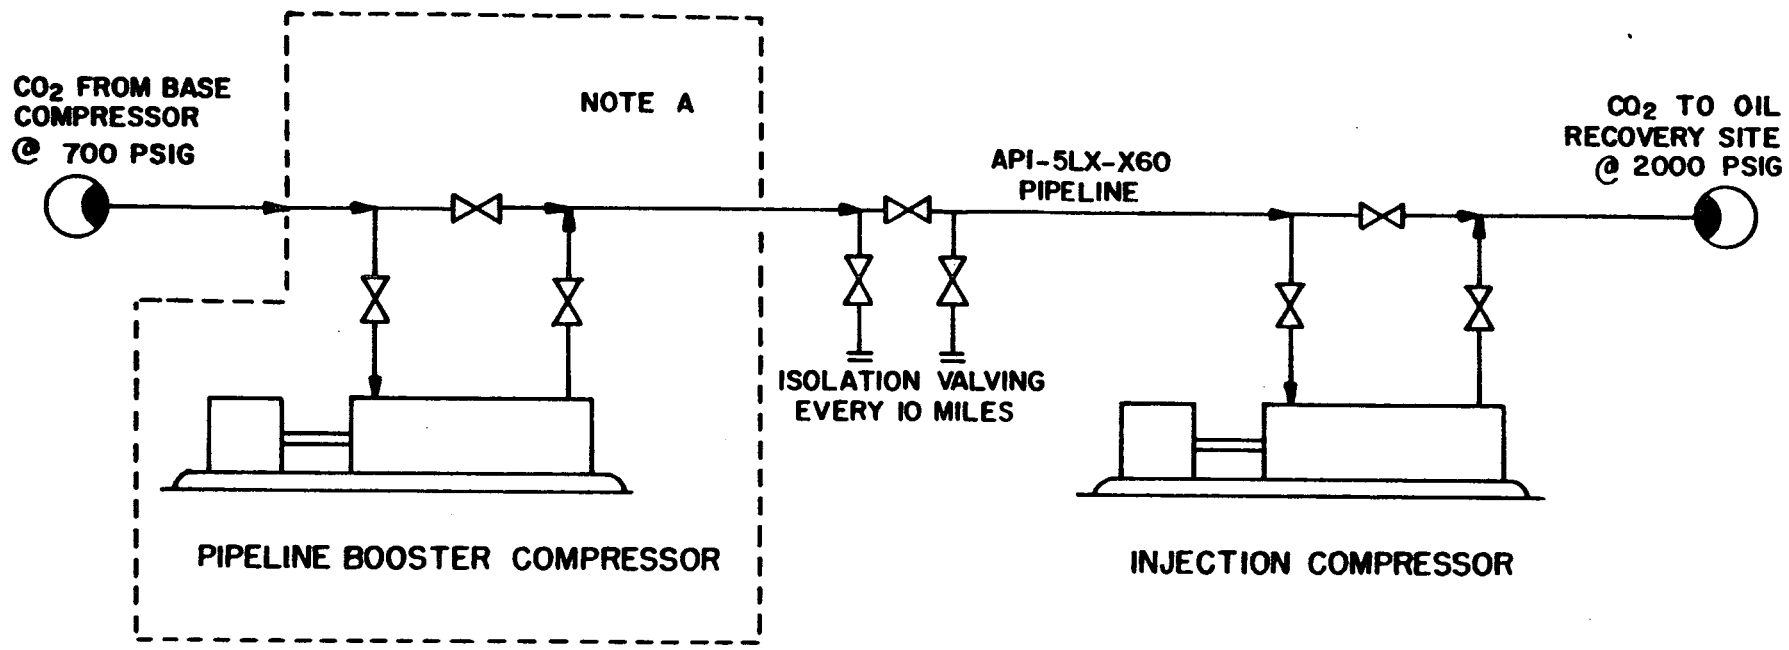 CO₂ FROM BASE
COMPRESSOR
@ 700 PSIG
NOTE A
CO₂ TO OIL
RECOVERY SITE
@ 2000 PSIG
API-5LX-X60
PIPELINE
ISOLATION VALVING
EVERY 10 MILES
PIPELINE BOOSTER COMPRESSOR
INJECTION COMPRESSOR